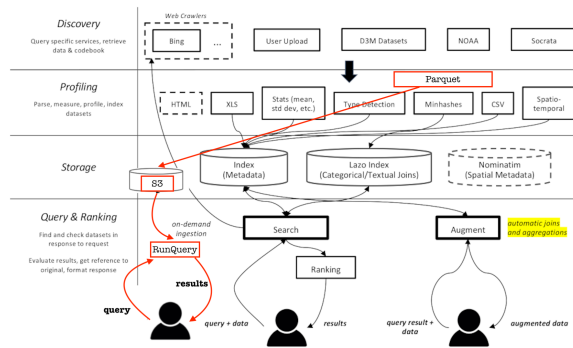 Discovery
Query specific services, retrieve
data & codebook
Web Crawlers
Bing
...
User Upload
D3M Datasets
NOAA
Socrata
Profiling
Parse, measure, profile, index
datasets
Parquet
HTML
XLS
Stats (mean,
std dev, etc.)
Type Detection
Minhashes
CSV
Spatio-
temporal
Storage
S3
Index
(Metadata)
Lazo Index
(Categorical/Textual Joins)
Nominatim
(Spatial Metadata)
Query & Ranking
Find and check datasets in
response to request
Evaluate results, get reference to
original, format response
on-demand
ingestion
RunQuery
Search
Ranking
Augment
automatic joins
and aggregations
query
results
query + data
results
query result +
data
augmented data